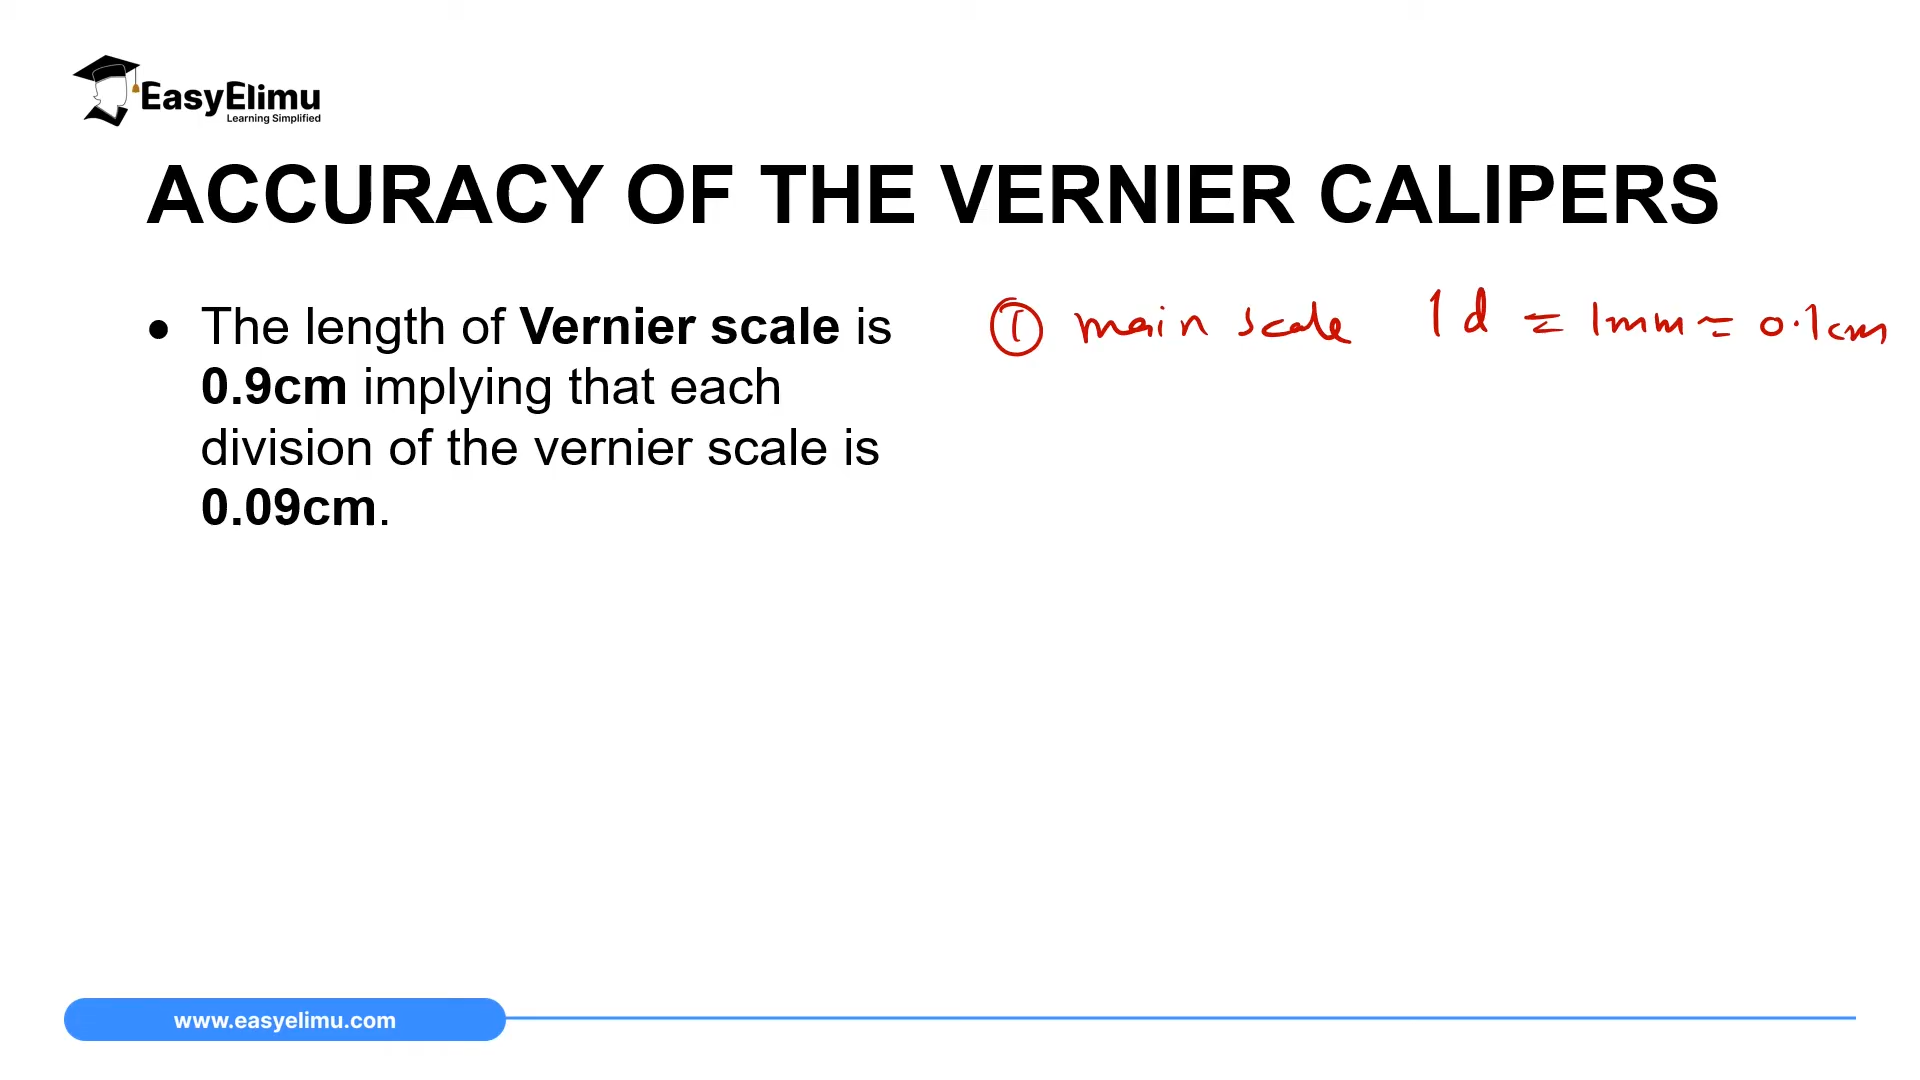 EasyElimu
Learning Simplified
ACCURACY OF THE VERNIER CALIPERS
● The length of Vernier scale is
0.9cm implying that each
division of the vernier scale is
0.09cm.
① main scale 1 d = 1mm = 0.1cm
www.easyelimu.com